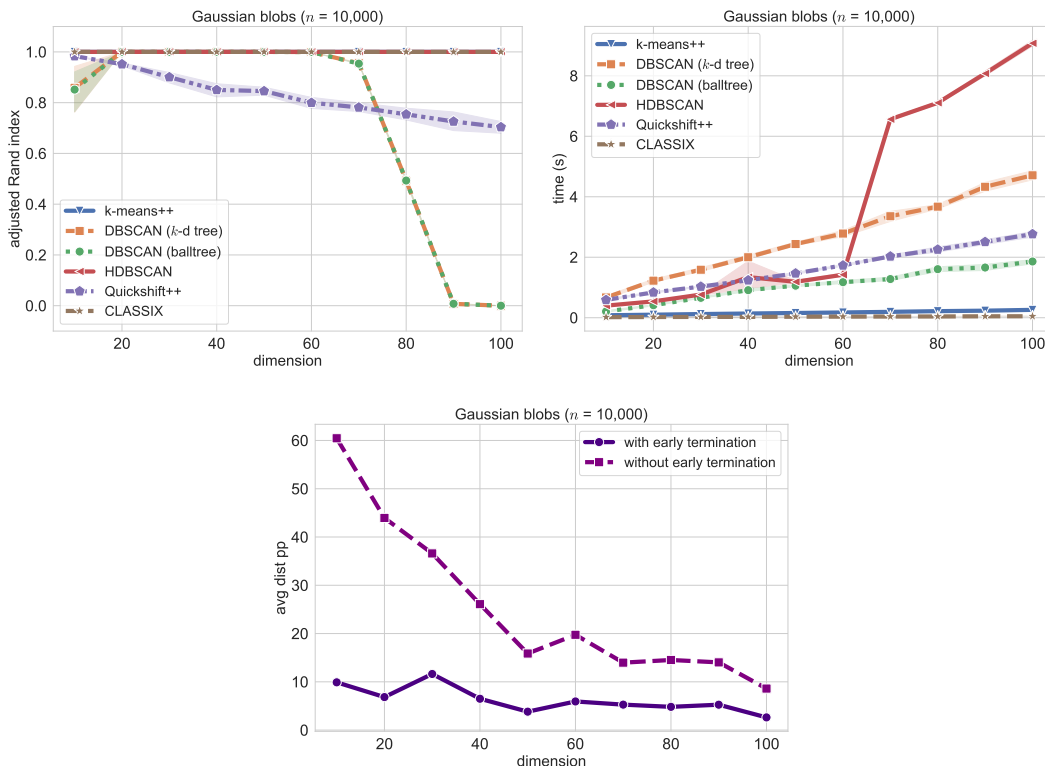 Gaussian blobs (n = 10,000)
adjusted Rand index
1.0
0.8
0.6
0.4
0.2
0.0
k-means++
DBSCAN (k-d tree)
DBSCAN (balltree)
HDBSCAN
Quickshift++
CLASSIX
20 40 60 80 100
dimension
Gaussian blobs (n = 10,000)
time (s)
8
6
4
2
0
k-means++
DBSCAN (k-d tree)
DBSCAN (balltree)
HDBSCAN
Quickshift++
CLASSIX
20 40 60 80 100
dimension
Gaussian blobs (n = 10,000)
avg dist pp
60
50
40
30
20
10
0
with early termination
without early termination
20 40 60 80 100
dimension